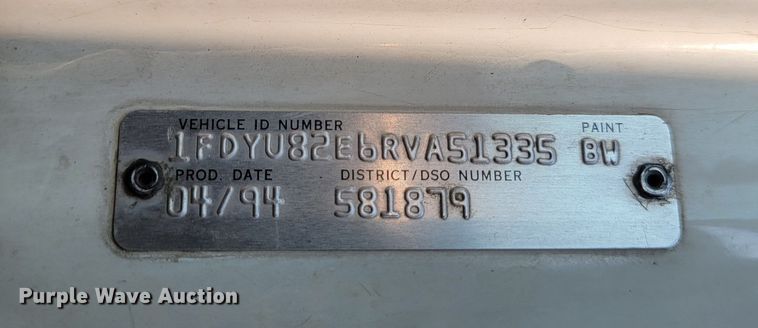 VEHICLE ID NUMBER PAINT
1FDYU82E6RVA51335 BW
PROD. DATE DISTRICT/DSO NUMBER
04/94 581879
Purple Wave Auction